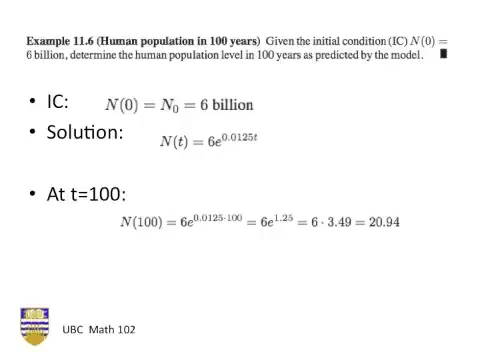 Example 11.6 (Human population in 100 years) Given the initial condition (IC) N(0) =
6 billion, determine the human population level in 100 years as predicted by the model. ■
• IC: N(0) = N₀ = 6 billion
• Solution: N(t) = 6e^{0.0125t}
• At t=100:
N(100) = 6e^{0.0125·100} = 6e^{1.25} = 6 · 3.49 = 20.94
UBC Math 102